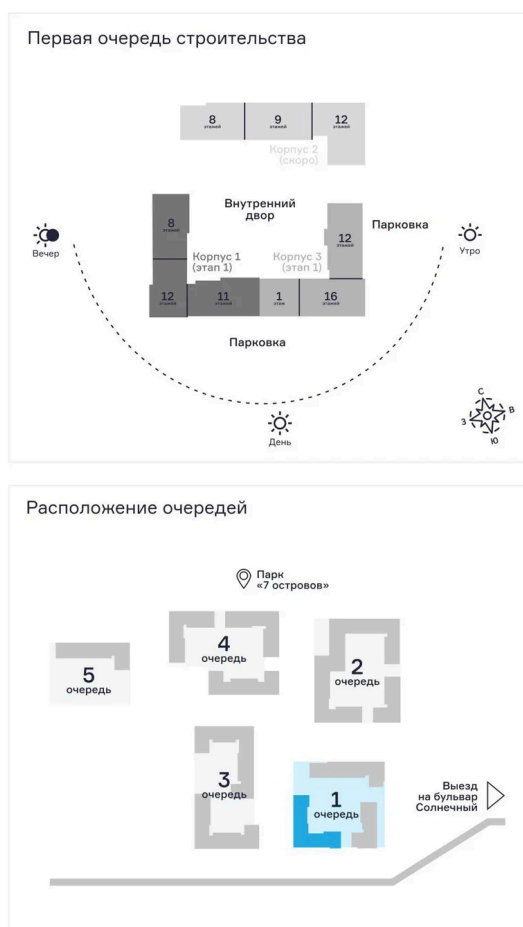 Первая очередь строительства
8
этажей
9
этажей
12
этажей
Корпус 2
(скоро)
Внутренний
двор
8
этажей
12
этажей
Парковка
Вечер
Утро
Корпус 1
(этап 1)
Корпус 3
(этап 1)
12
этажей
11
этажей
1
этаж
16
этажей
Парковка
День
С
В
З
Ю
Расположение очередей
Парк
«7 островов»
4
очередь
2
очередь
5
очередь
3
очередь
1
очередь
Выезд
на бульвар
Солнечный